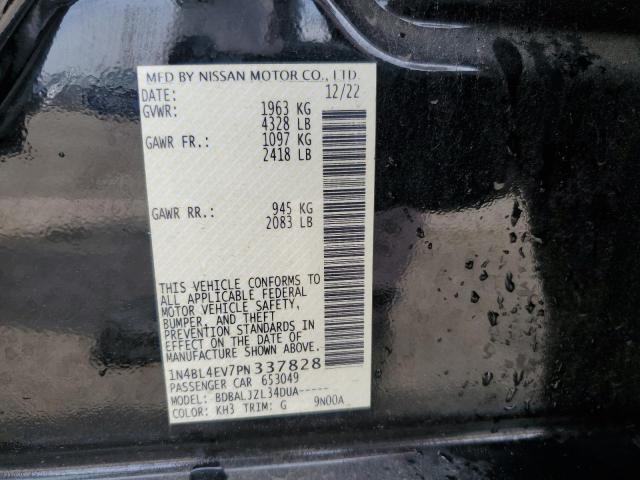 MFD BY NISSAN MOTOR CO., LTD.
DATE: 12/22
GVWR: 1963 KG
4328 LB
GAWR FR.: 1097 KG
2418 LB
GAWR RR.: 945 KG
2083 LB
THIS VEHICLE CONFORMS TO
ALL APPLICABLE FEDERAL
MOTOR VEHICLE SAFETY,
BUMPER, AND THEFT
PREVENTION STANDARDS IN
EFFECT ON THE DATE OF
MANUFACTURE SHOWN ABOVE.
1N4BL4EV7PN337828
PASSENGER CAR 653049
MODEL: BDBALJZL34DUA-----
COLOR: KH3 TRIM: G 9N00A